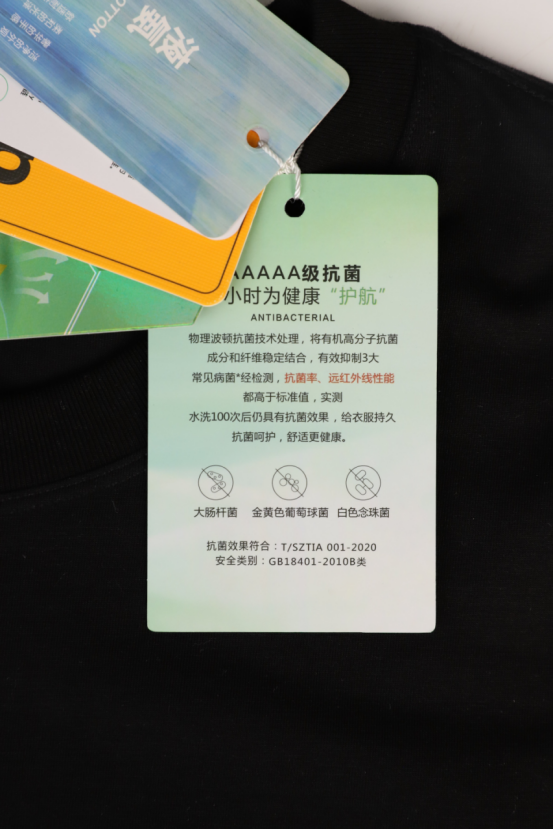 液氨
COTTON
AAAAA级抗菌
小时为健康“护航”
ANTIBACTERIAL
物理波顿抗菌技术处理，将有机高分子抗菌
成分和纤维稳定结合，有效抑制3大
常见病菌*经检测，抗菌率、远红外线性能
都高于标准值，实测
水洗100次后仍具有抗菌效果，给衣服持久
抗菌呵护，舒适更健康。
大肠杆菌 金黄色葡萄球菌 白色念珠菌
抗菌效果符合：T/SZTIA 001-2020
安全类别：GB18401-2010B类